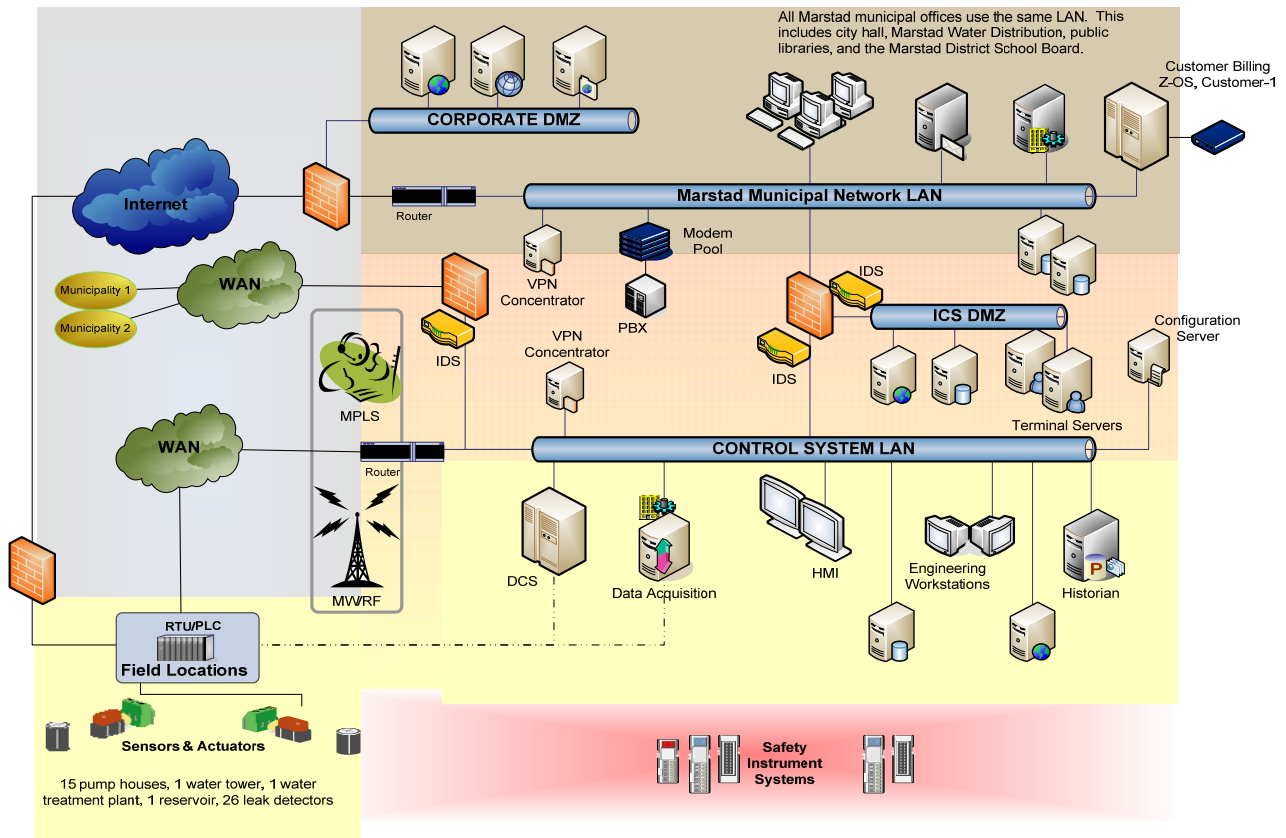 All Marstad municipal offices use the same LAN. This
includes city hall, Marstad Water Distribution, public
libraries, and the Marstad District School Board.
Customer Billing
Z-OS, Customer-1
CORPORATE DMZ
Internet
Router
Marstad Municipal Network LAN
VPN
Concentrator
Modem
Pool
PBX
WAN
Municipality 1
Municipality 2
IDS
IDS
IDS
ICS DMZ
Configuration
Server
Terminal Servers
MPLS
VPN
Concentrator
WAN
Router
CONTROL SYSTEM LAN
MW/RF
DCS
Data Acquisition
HMI
Engineering
Workstations
P
Historian
RTU/PLC
Field Locations
Sensors & Actuators
15 pump houses, 1 water tower, 1 water
treatment plant, 1 reservoir, 26 leak detectors
Safety
Instrument
Systems